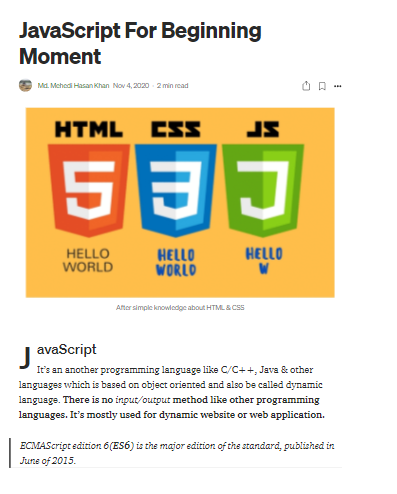 JavaScript For Beginning
Moment
Md. Mehedi Hasan Khan Nov 4, 2020 · 2 min read
HTML CSS JS
HELLO
WORLD
HELLO
WORLD
HELLO
W
After simple knowledge about HTML & CSS
JavaScript
It's an another programming language like C/C++, Java & other
languages which is based on object oriented and also be called dynamic
language. There is no input/output method like other programming
languages. It's mostly used for dynamic website or web application.
ECMAScript edition 6(ES6) is the major edition of the standard, published in
June of 2015.